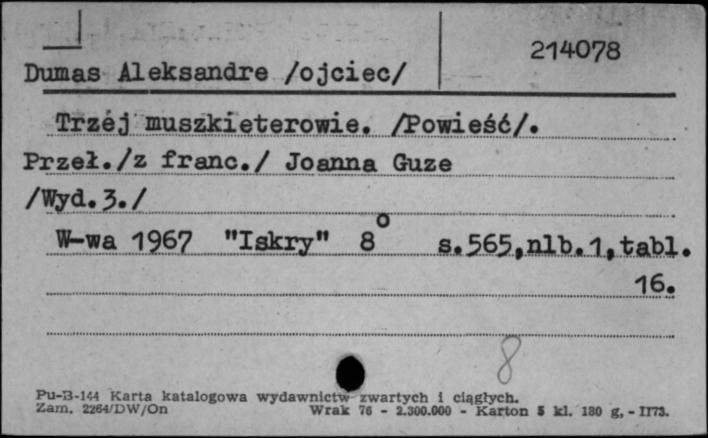 214078
Dumas Aleksandre /ojciec/
Trzej muszkieterowie. /Powieść/.
Przeł./z franc./ Joanna Guze
/Wyd.3./
W-wa 1967 "Iskry" 8° s.565,nlb.1,tabl.
16.
8
Pu-B-144 Karta katalogowa wydawnictw zwartych i ciągłych.
Zam. 2264/DW/On Wrak 76 - 2.300.000 - Karton 5 kl. 180 g, - II73.